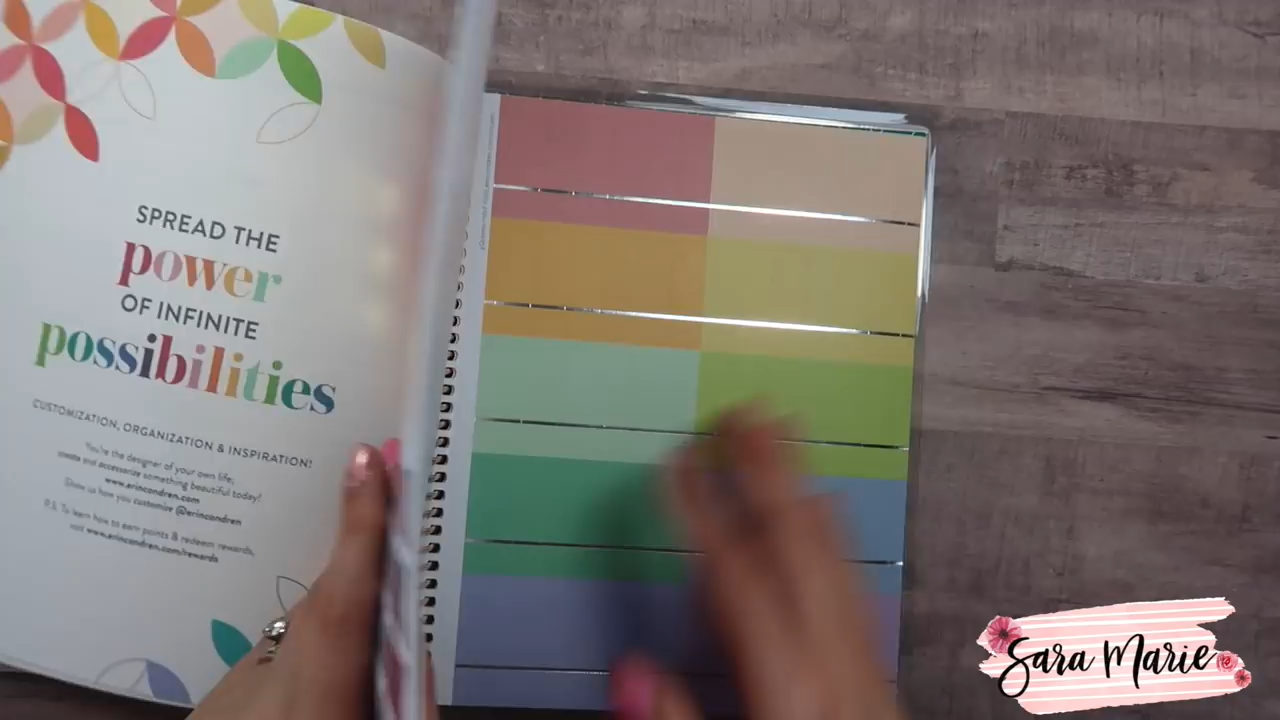 SPREAD THE
power
OF INFINITE
possibilities
CUSTOMIZATION, ORGANIZATION & INSPIRATION!
You're the designer of your own life;
create and accessorize something beautiful today!
www.erincondren.com
Show us how you customize @erincondren
P.S. To learn how to earn points & redeem rewards,
visit www.erincondren.com/rewards
Sara Marie